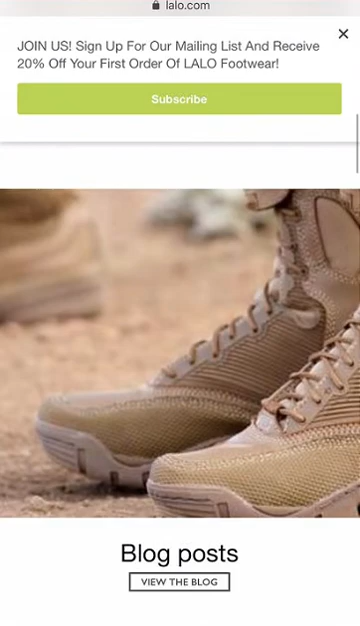 lalo.com
JOIN US! Sign Up For Our Mailing List And Receive
20% Off Your First Order Of LALO Footwear!
Subscribe
Blog posts
VIEW THE BLOG